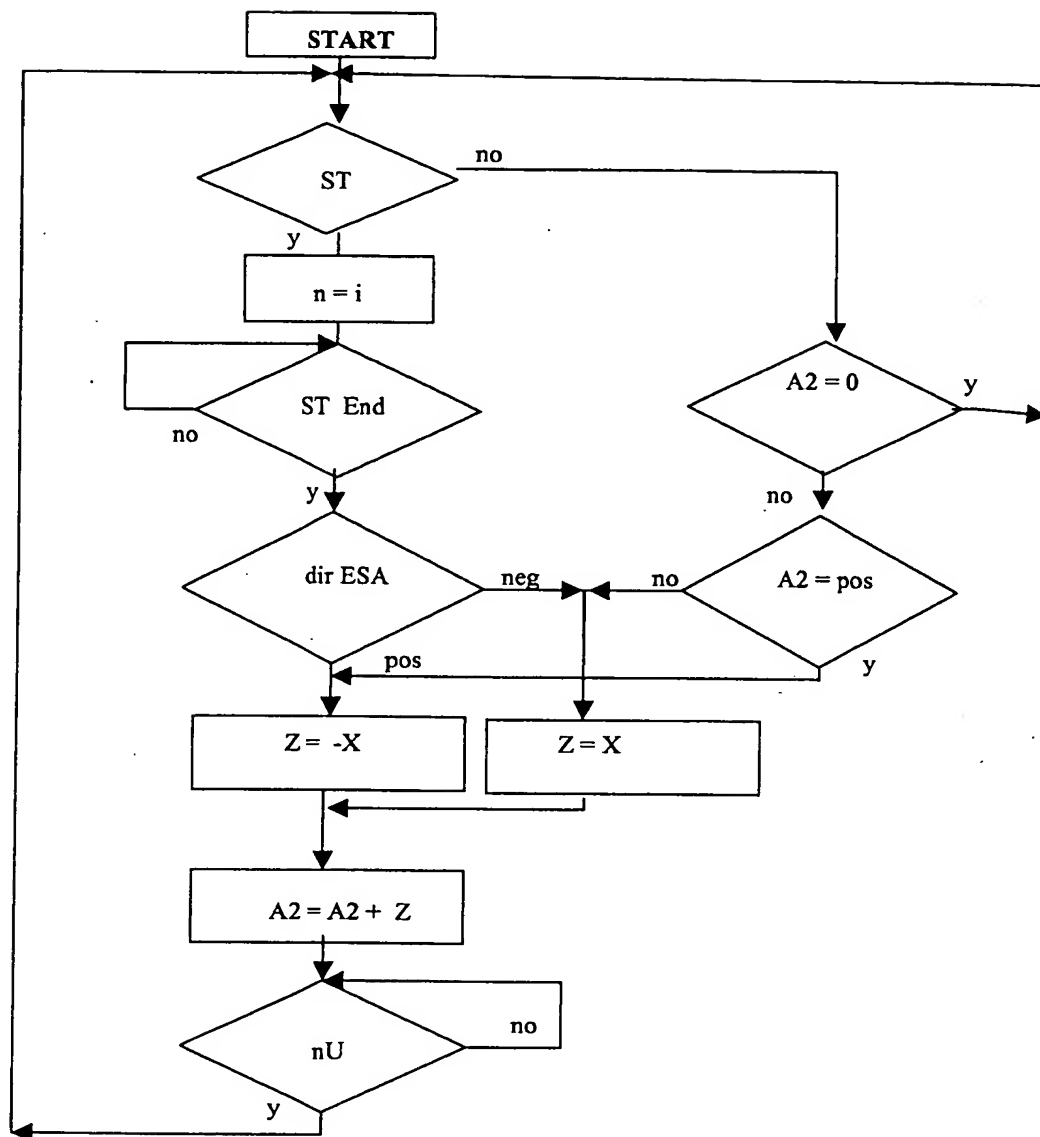 START
no
ST
y
n = i
A2 = 0
y
ST End
no
y
no
dir ESA
neg
no
A2 = pos
pos
y
Z = -X
Z = X
A2 = A2 + Z
no
nU
y